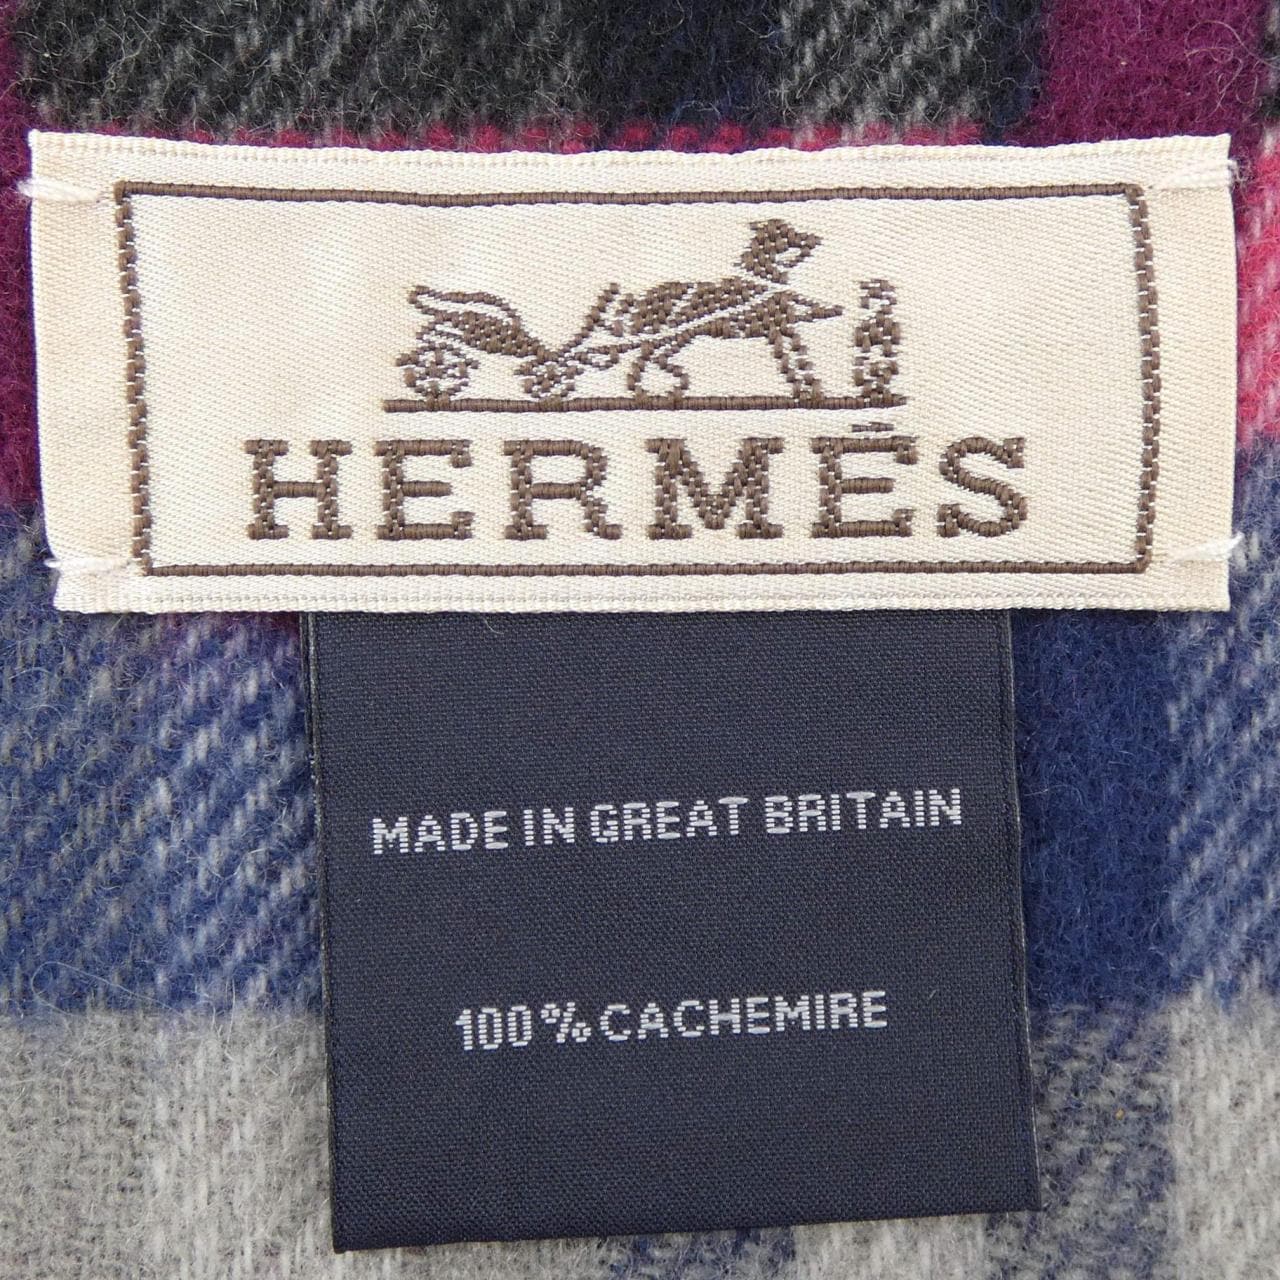 HERMÈS
MADE IN GREAT BRITAIN
100% CACHEMIRE